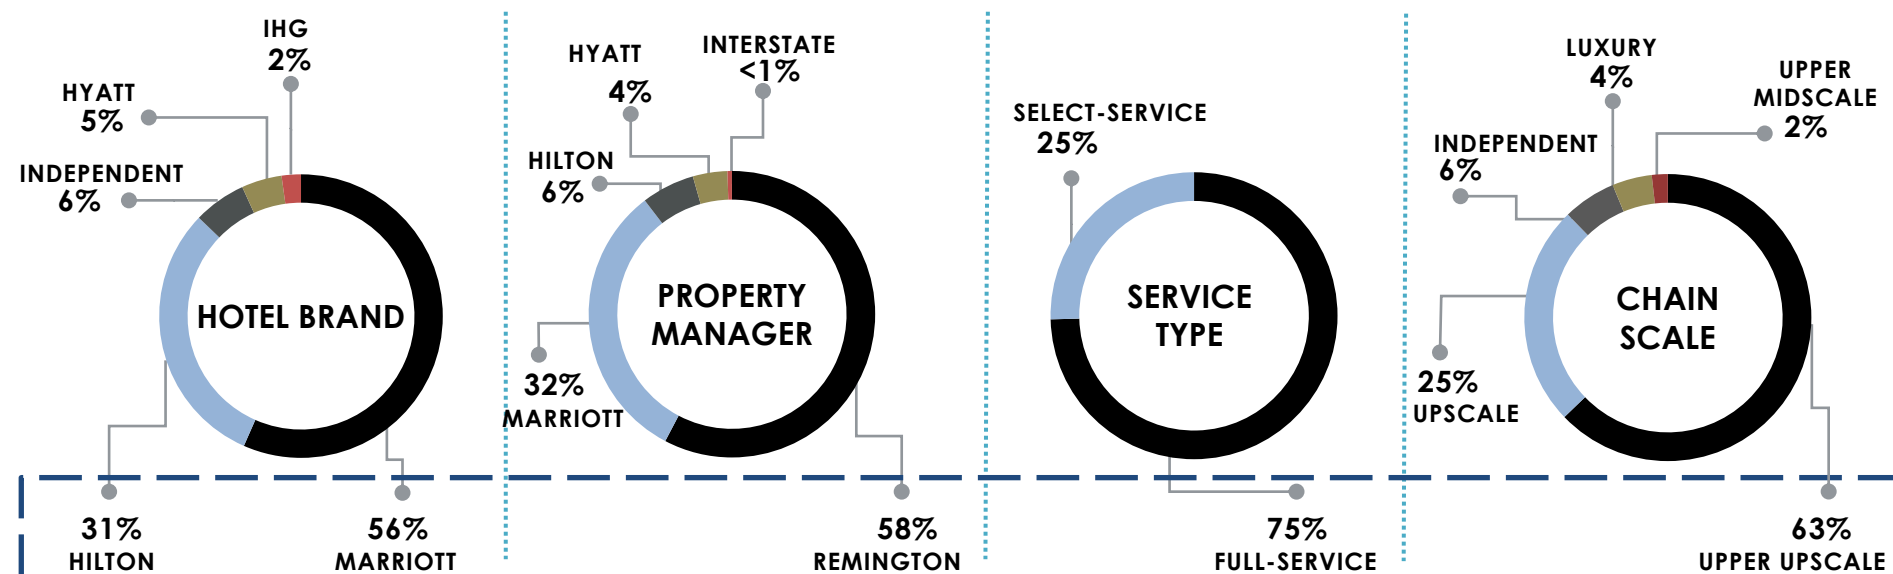 IHG
2%
HYATT
5%
INDEPENDENT
6%
HOTEL BRAND
31%
HILTON
56%
MARRIOTT
HYATT
4%
INTERSTATE
<1%
HILTON
6%
PROPERTY
MANAGER
32%
MARRIOTT
58%
REMINGTON
SELECT-SERVICE
25%
SERVICE
TYPE
75%
FULL-SERVICE
LUXURY
4%
UPPER
MIDSCALE
2%
INDEPENDENT
6%
CHAIN
SCALE
25%
UPSCALE
63%
UPPER UPSCALE